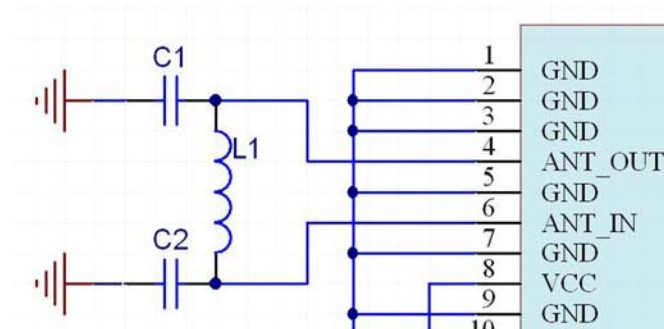 C1
L1
C2
1 GND
2 GND
3 GND
4 ANT_OUT
5 GND
6 ANT_IN
7 GND
8 VCC
9 GND
10